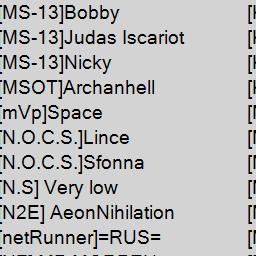 [MS-13]Bobby
[MS-13]Judas Iscariot
[MS-13]Nicky
[MSOT]Archanhell
[mVp]Space
[N.O.C.S.]Lince
[N.O.C.S.]Sfonna
[N.S] Very low
[N2E] AeonNihilation
[netRunner]=RUS=